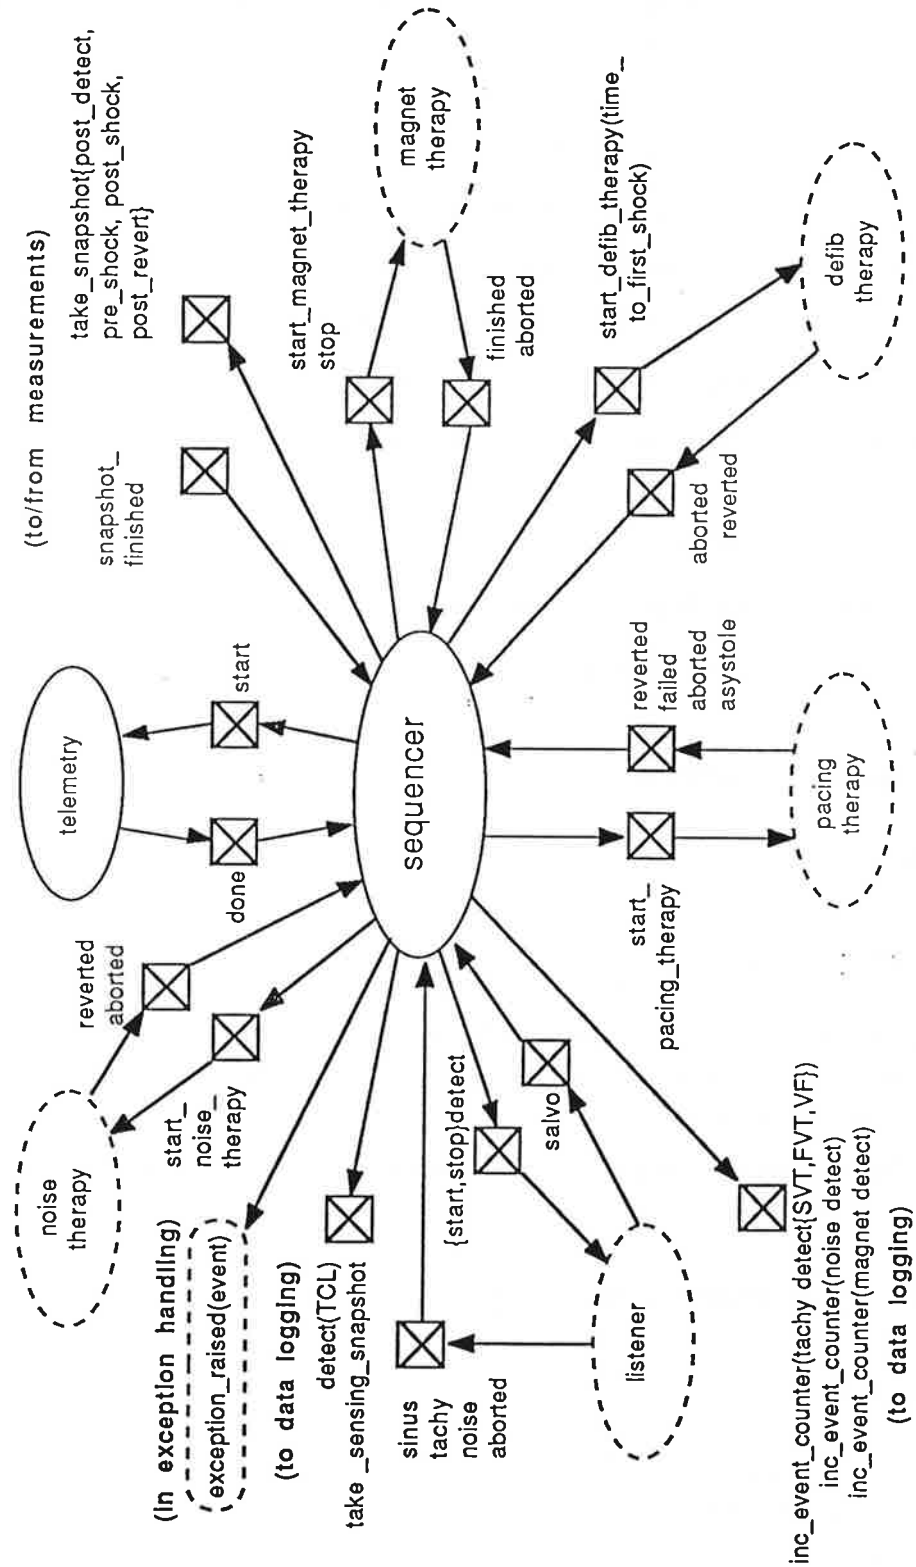 (to/from measurements)
take_snapshot{post_detect,
pre_shock, post_shock,
post_revert}
snapshot_
finished
telemetry
start
done
reverted
aborted
noise
therapy
start_
noise_
therapy
(in exception handling)
exception_raised(event)
(to data logging)
detect(TCL)
take _sensing_snapshot
start_magnet_therapy
stop
magnet
therapy
finished
aborted
sequencer
{start,stop}detect
salvo
sinus
tachy
noise
aborted
listener
start_defib_therapy(time_
to_first_shock)
defib
therapy
aborted
reverted
reverted
failed
aborted
asystole
start_
pacing_therapy
pacing
therapy
inc_event_counter(tachy detect{SVT,FVT,VF})
inc_event_counter(noise detect)
inc_event_counter(magnet detect)
(to data logging)